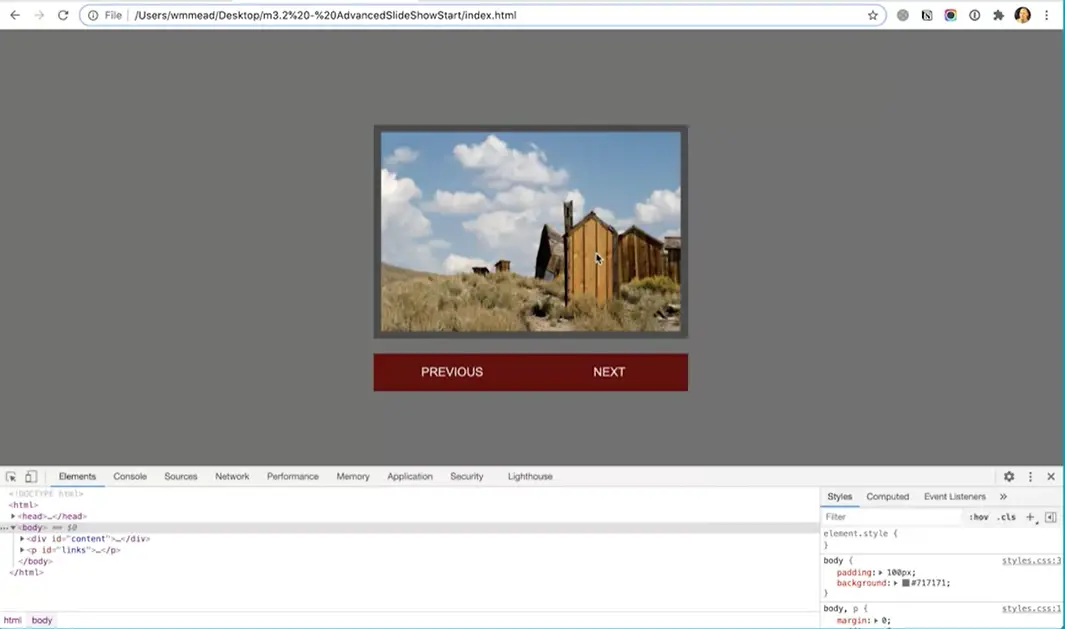 File /Users/wmmead/Desktop/m3.2%20-%20AdvancedSlideShowStart/index.html
PREVIOUS NEXT
Elements Console Sources Network Performance Memory Application Security Lighthouse
<!DOCTYPE html>
<html>
<head>…</head>
<body> == $0
<div id="content">…</div>
<p id="links">…</p>
</body>
</html>
html body
Styles Computed Event Listeners »
Filter :hov .cls +
element.style {
}
body { styles.css:3
padding: 100px;
background: #717171;
}
body, p { styles.css:1
margin: 0;